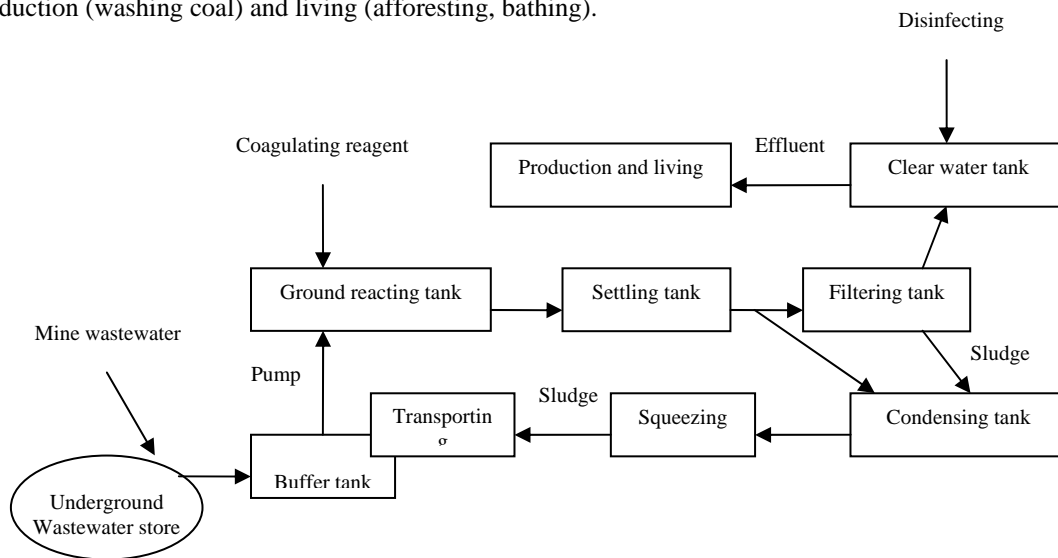 duction (washing coal) and living (afforesting, bathing).
Disinfecting
Coagulating reagent
Production and living
Effluent
Clear water tank
Ground reacting tank
Settling tank
Filtering tank
Mine wastewater
Pump
Sludge
Transportin
g
Sludge
Squeezing
Condensing tank
Buffer tank
Underground
Wastewater store